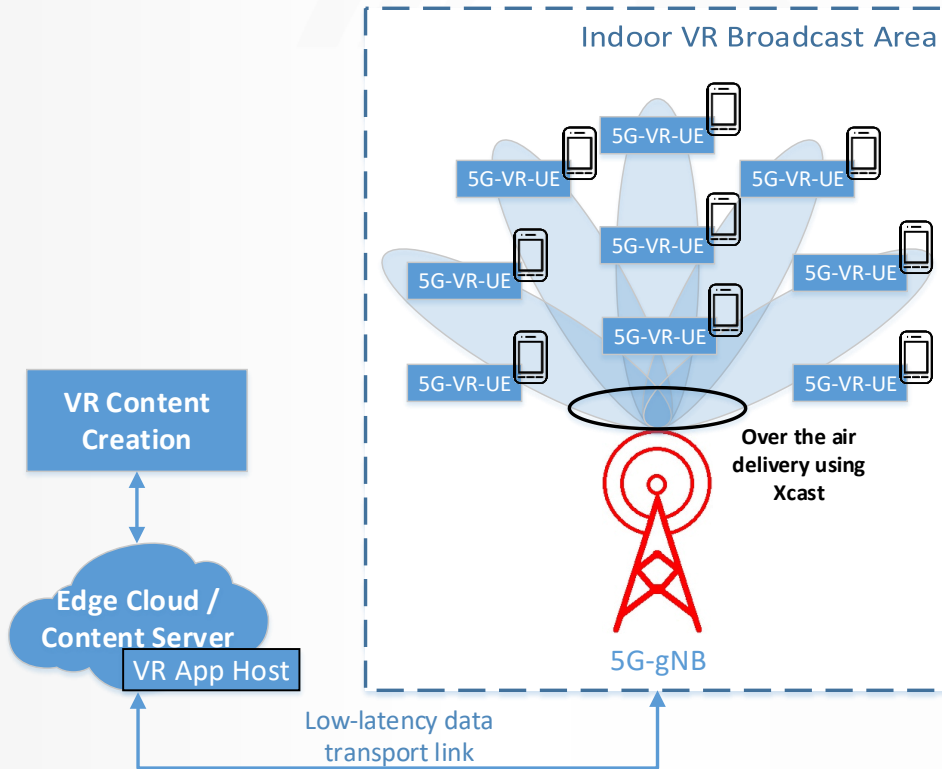 Indoor VR Broadcast Area
5G-VR-UE
5G-VR-UE
5G-VR-UE
5G-VR-UE
5G-VR-UE
5G-VR-UE
5G-VR-UE
5G-VR-UE
5G-VR-UE
VR Content
Creation
Over the air
delivery using
Xcast
Edge Cloud /
Content Server
VR App Host
5G-gNB
Low-latency data
transport link